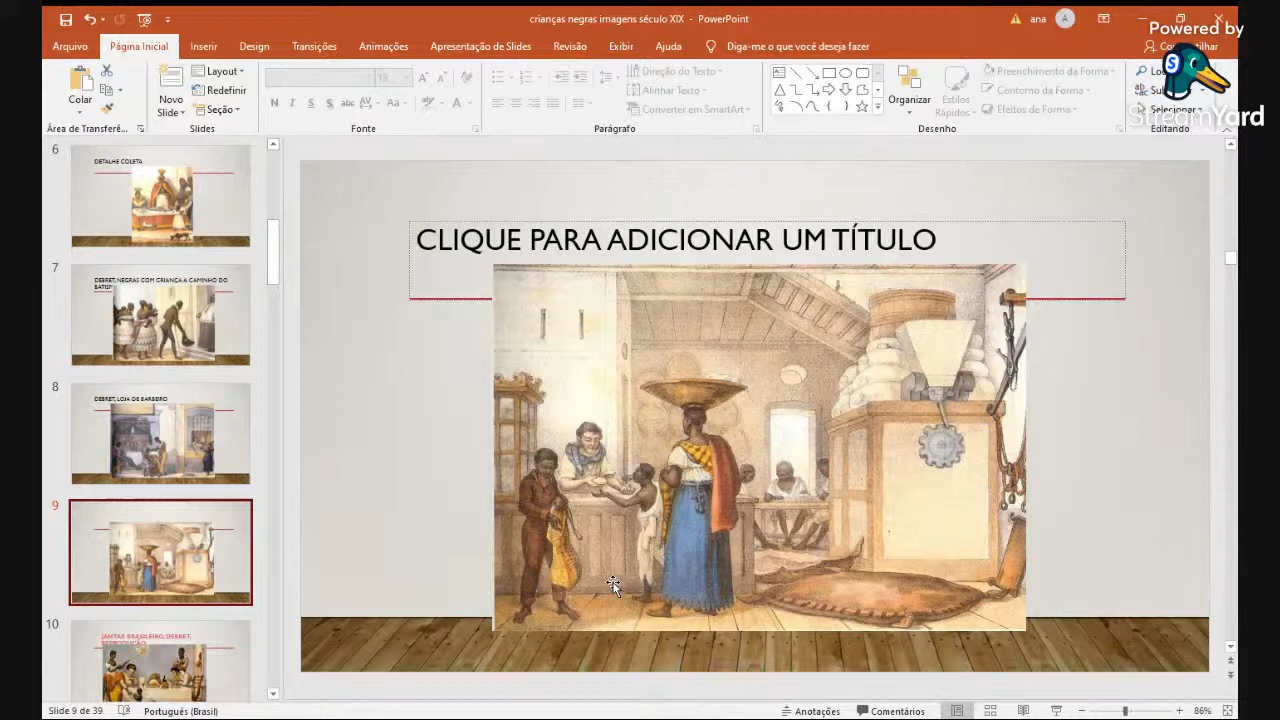 crianças negras imagens século XIX - PowerPoint
ana
A
Powered by
StreamYard
Arquivo
Página Inicial
Inserir
Design
Transições
Animações
Apresentação de Slides
Revisão
Exibir
Ajuda
Diga-me o que você deseja fazer
Colar
Área de Transferê...
Novo
Slide
Layout
Redefinir
Seção
Slides
18
N
I
S
S
abc
AV
Aa
A
Fonte
Direção do Texto
Alinhar Texto
Converter em SmartArt
Parágrafo
Organizar
Estilos
Rápidos
Preenchimento da Forma
Contorno da Forma
Efeitos de Forma
Desenho
Selecionar
Editando
6
DETALHE COLETA
7
DEBRET, NEGRAS COM CRIANÇA A CAMINHO DO
8
DEBRET, LOJA DE BARBEIRO
9
10
JANTAR BRASILEIRO, DEBRET,
REPRODUÇÃO
CLIQUE PARA ADICIONAR UM TÍTULO
Slide 9 de 39
Português (Brasil)
Anotações
Comentários
86%